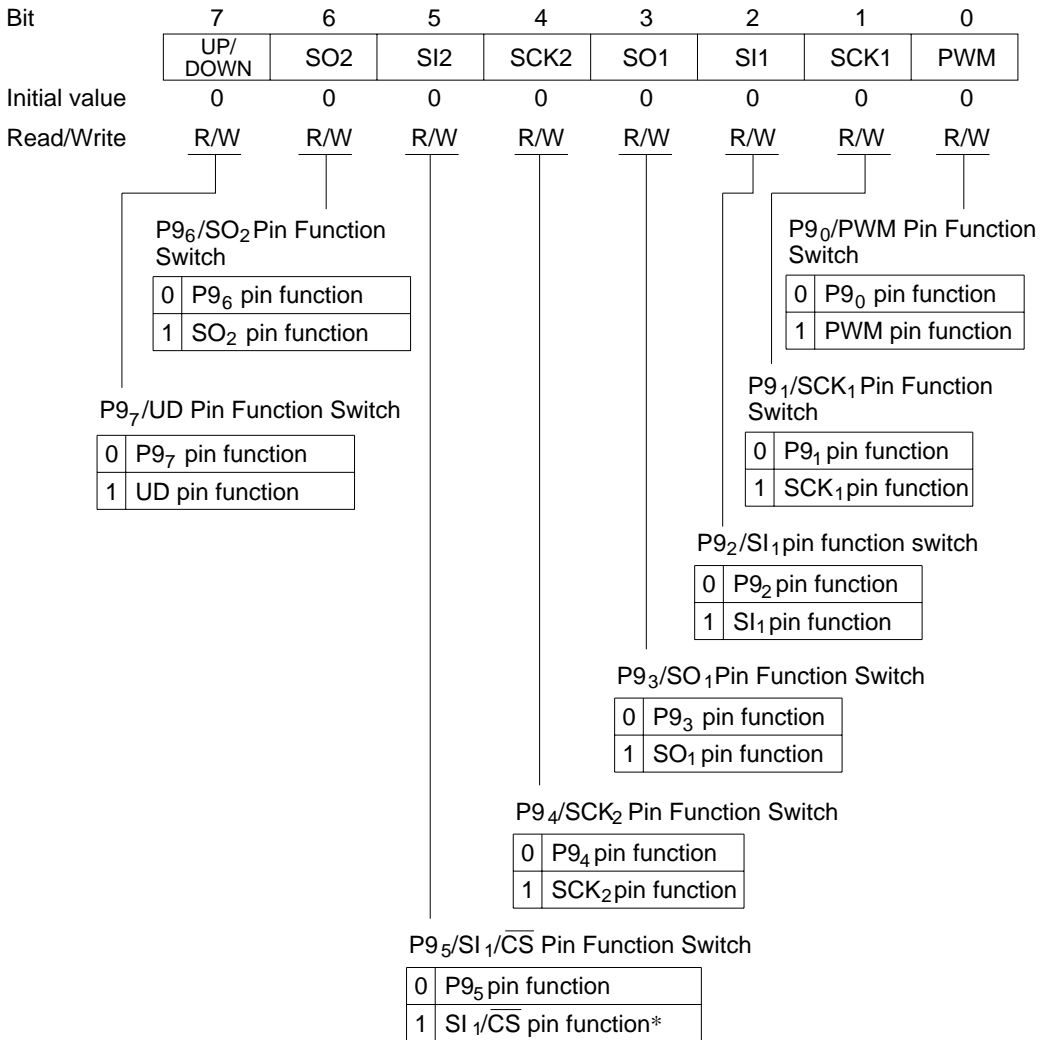 Bit 7 6 5 4 3 2 1 0
UP/DOWN SO2 SI2 SCK2 SO1 SI1 SCK1 PWM
Initial value 0 0 0 0 0 0 0 0
Read/Write R/W R/W R/W R/W R/W R/W R/W R/W
P9₆/SO₂ Pin Function
Switch
0 P9₆ pin function
1 SO₂ pin function
P9₀/PWM Pin Function
Switch
0 P9₀ pin function
1 PWM pin function
P9₇/UD Pin Function Switch
0 P9₇ pin function
1 UD pin function
P9₁/SCK₁ Pin Function
Switch
0 P9₁ pin function
1 SCK₁ pin function
P9₂/SI₁ pin function switch
0 P9₂ pin function
1 SI₁ pin function
P9₃/SO₁ Pin Function Switch
0 P9₃ pin function
1 SO₁ pin function
P9₄/SCK₂ Pin Function Switch
0 P9₄ pin function
1 SCK₂ pin function
P9₅/SI₁/C̅S̅ Pin Function Switch
0 P9₅ pin function
1 SI₁/C̅S̅ pin function*